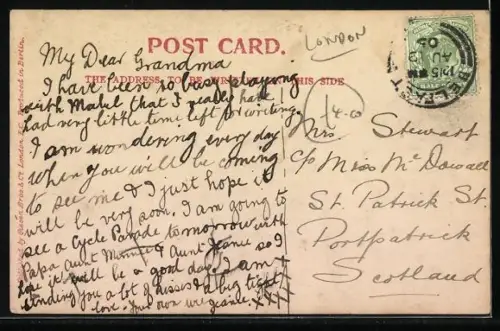 POST CARD.
THE ADDRESS TO BE WRITTEN THIS SIDE
LONDON
BELFAST
My Dear Grandma
I have been so busy playing
with Mabel that I really have
had very little time left for writing.
I am wondering every day
when you will be coming
to see me & I just hope it
will be very soon. I am going to
see a Cycle Parade tomorrow with
Papa Aunt Minnie & Aunt Jeanie so I
hope it will be a good day. I am
sending you a lot of kisses & a big tight
love. Your own wee Jeanie
XXX
4-0
Mrs Stewart
c/o Miss McDowall
St. Patrick St.
Portpatrick
Scotland